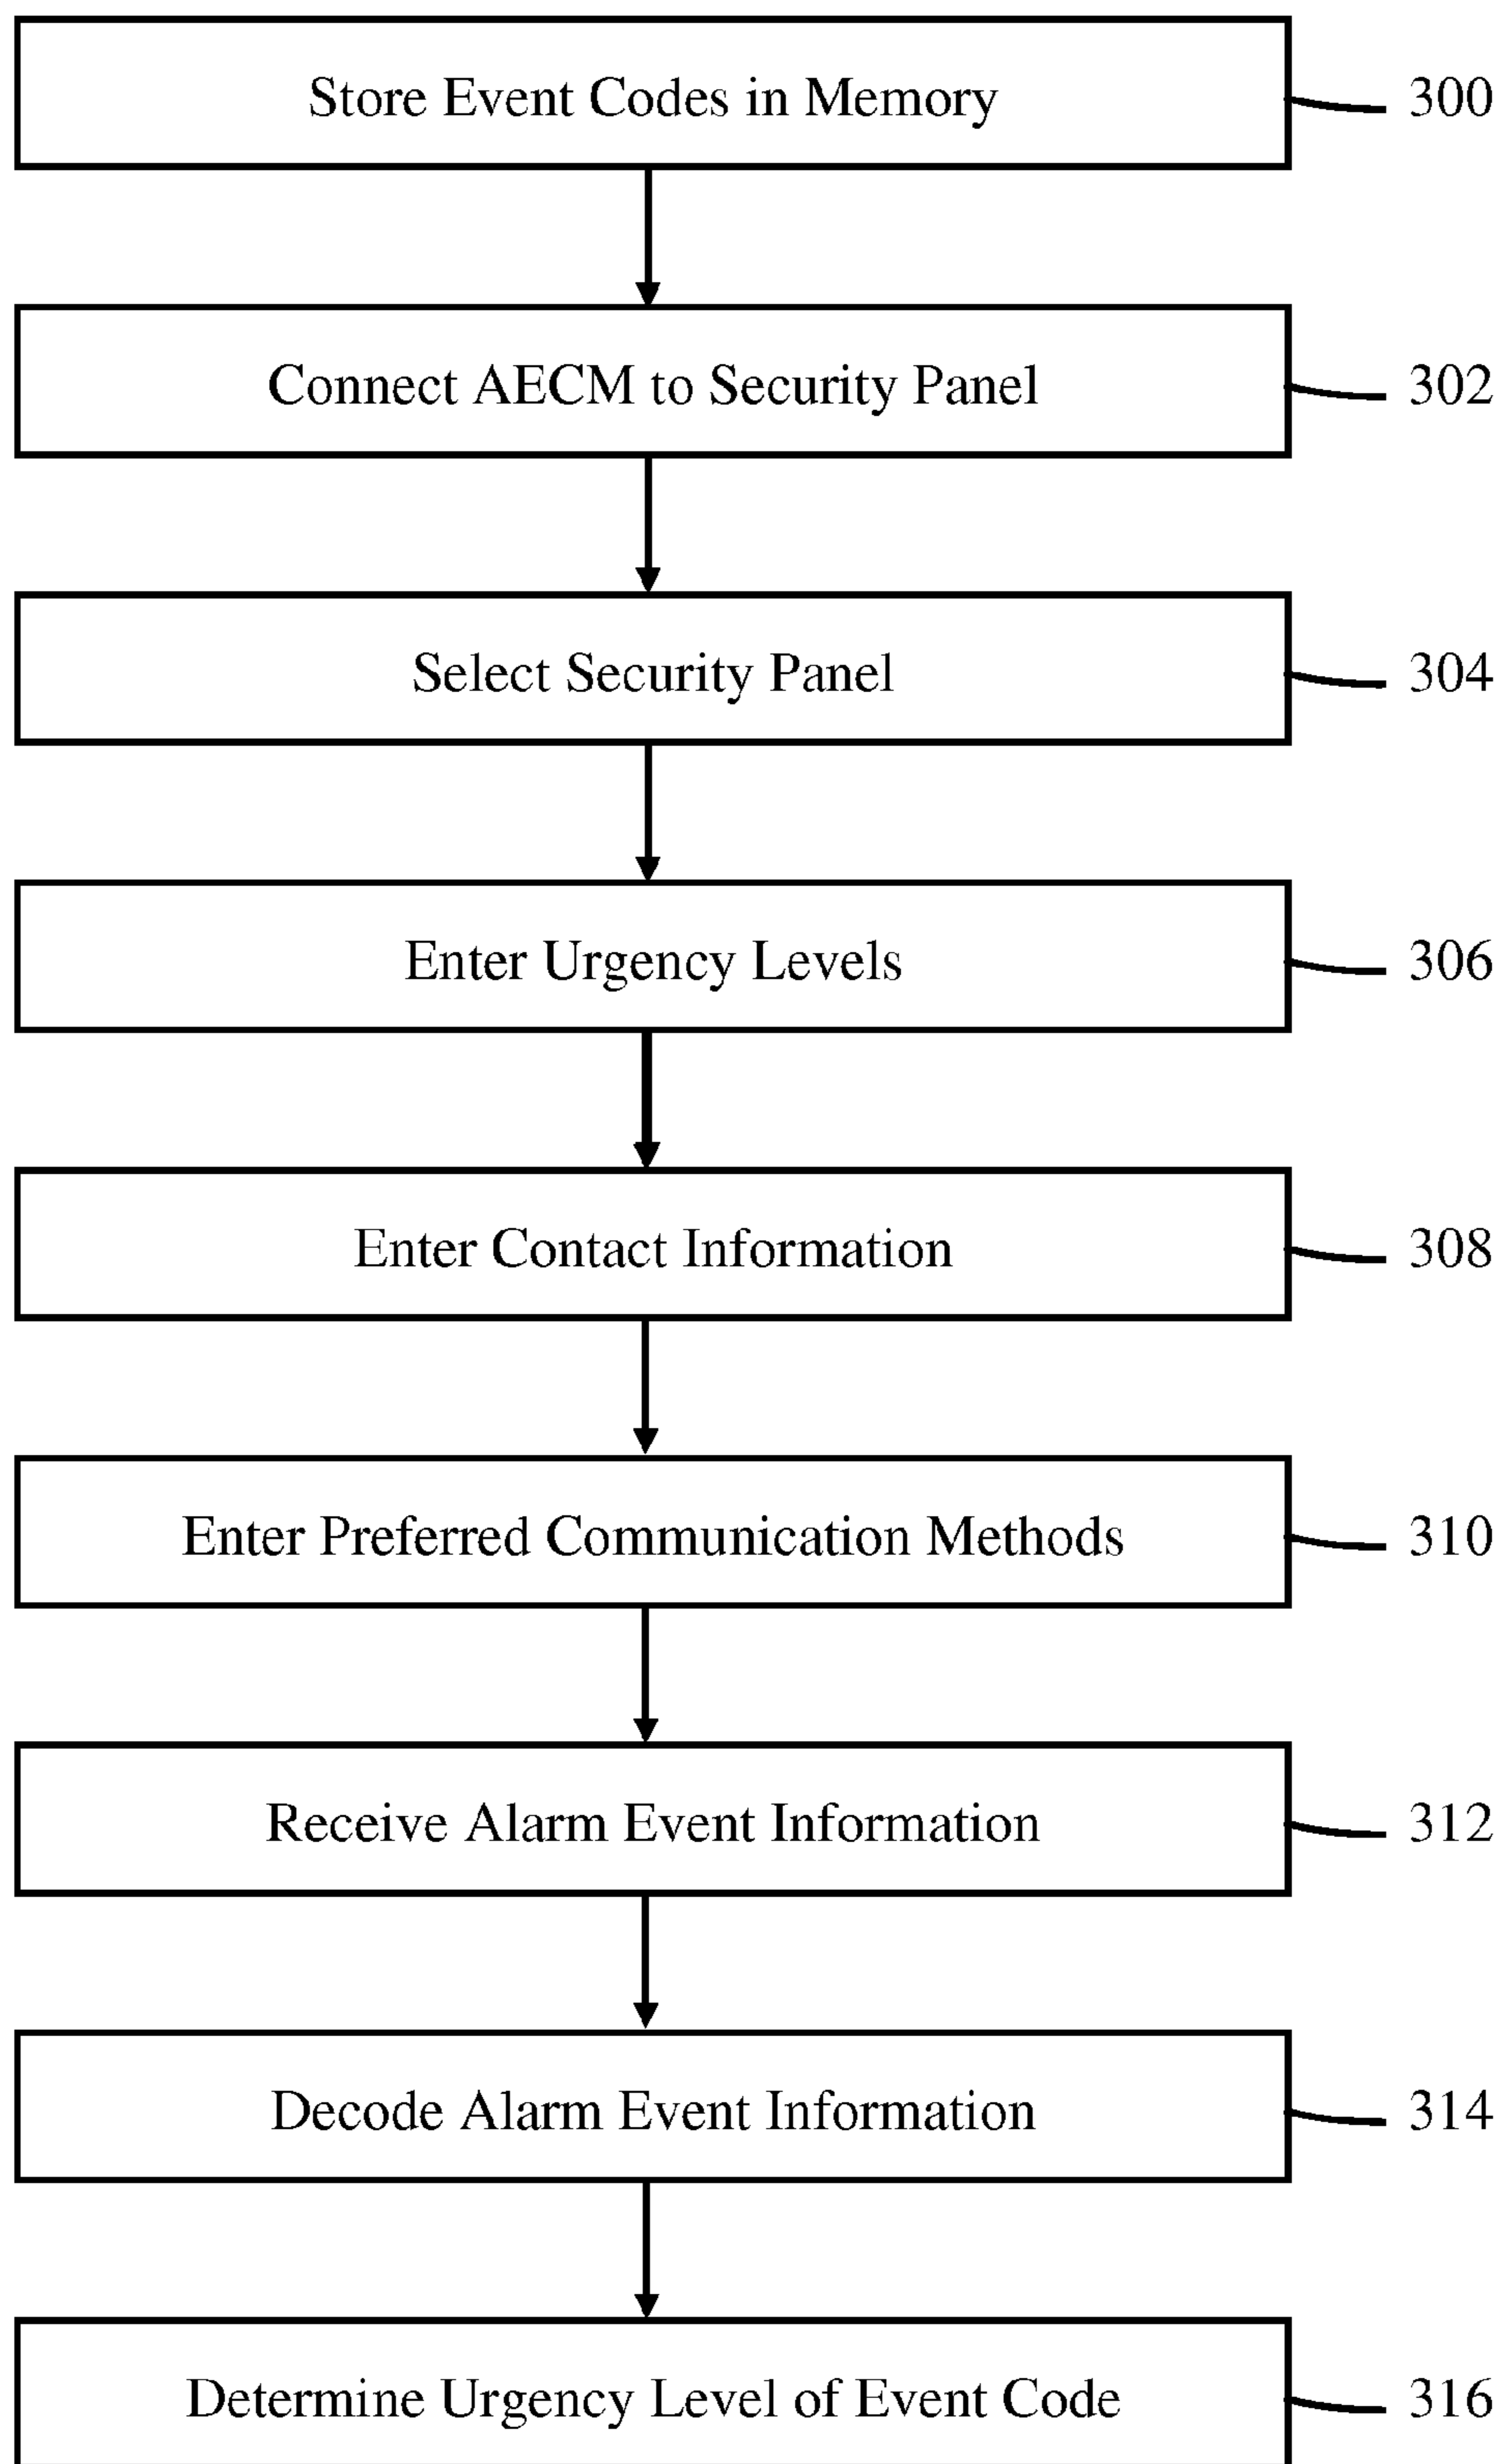 Store Event Codes in Memory 300
Connect AECM to Security Panel 302
Select Security Panel 304
Enter Urgency Levels 306
Enter Contact Information 308
Enter Preferred Communication Methods 310
Receive Alarm Event Information 312
Decode Alarm Event Information 314
Determine Urgency Level of Event Code 316